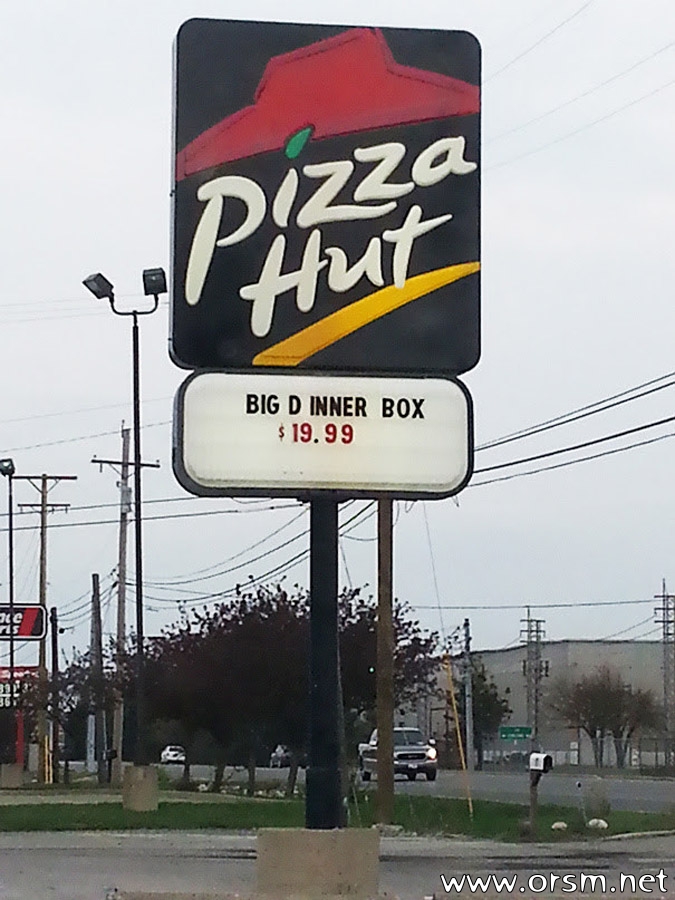 Pizza
Hut
BIG D INNER BOX
$19.99
www.orsm.net